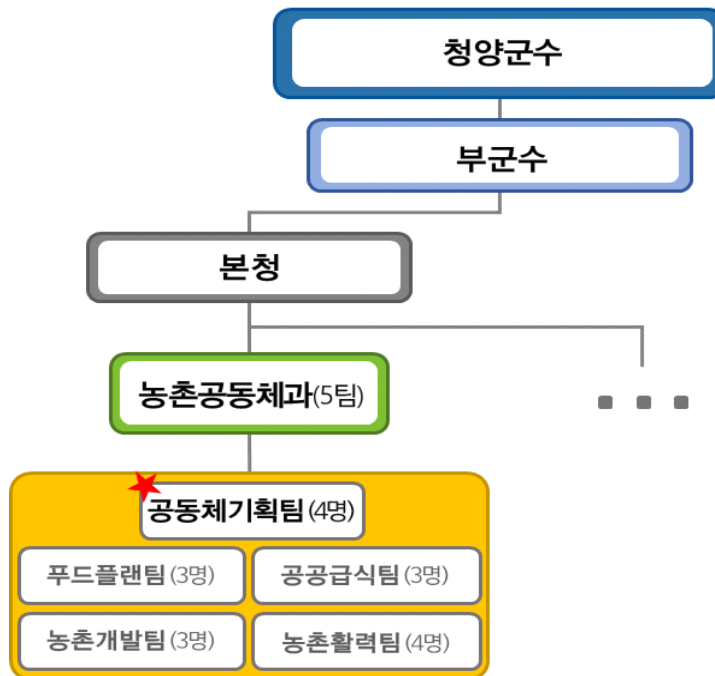 청양군수
부군수
본청
농촌공동체과(5팀)
공동체기획팀(4명)
푸드플랜팀(3명)
공공급식팀(3명)
농촌개발팀(3명)
농촌활력팀(4명)